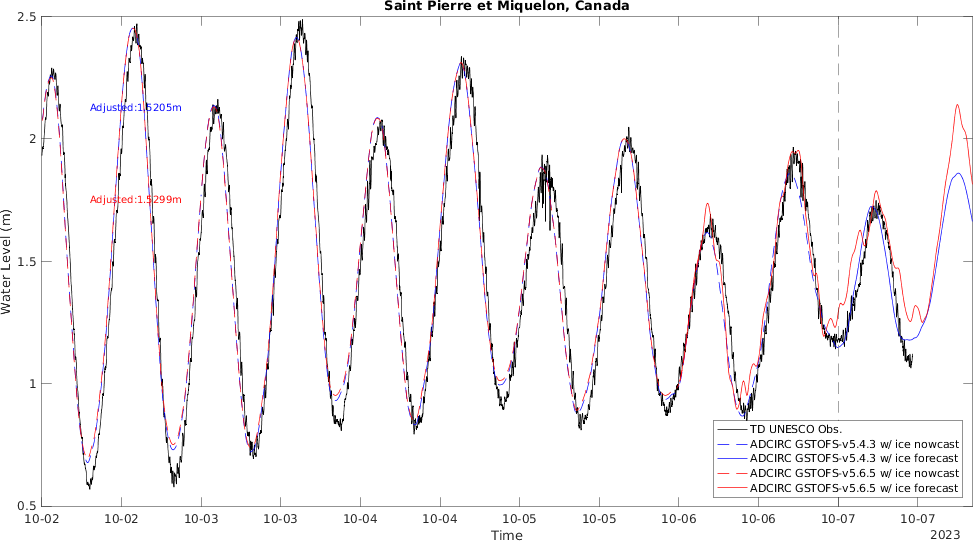 Saint Pierre et Miquelon, Canada
2.5
2
1.5
1
0.5
Water Level (m)
Adjusted:1.5205m
Adjusted:1.5299m
TD UNESCO Obs.
ADCIRC GSTOFS-v5.4.3 w/ ice nowcast
ADCIRC GSTOFS-v5.4.3 w/ ice forecast
ADCIRC GSTOFS-v5.6.5 w/ ice nowcast
ADCIRC GSTOFS-v5.6.5 w/ ice forecast
10-02 10-02 10-03 10-03 10-04 10-04 10-05 10-05 10-06 10-06 10-07 10-07
2023
Time